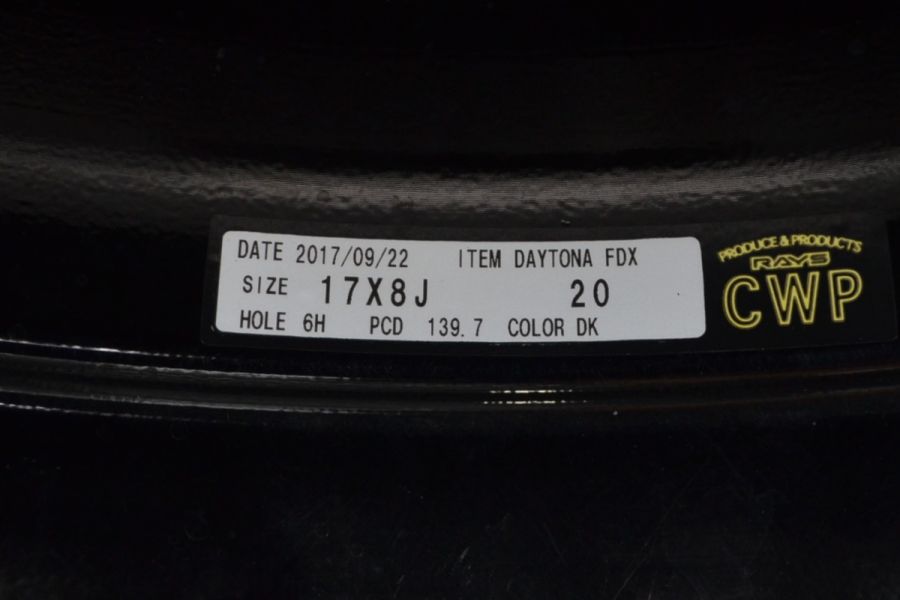 DATE 2017/09/22 ITEM DAYTONA FDX
SIZE 17X8J 20
HOLE 6H PCD 139.7 COLOR DK
PRODUCE & PRODUCTS
RAYS
CWP